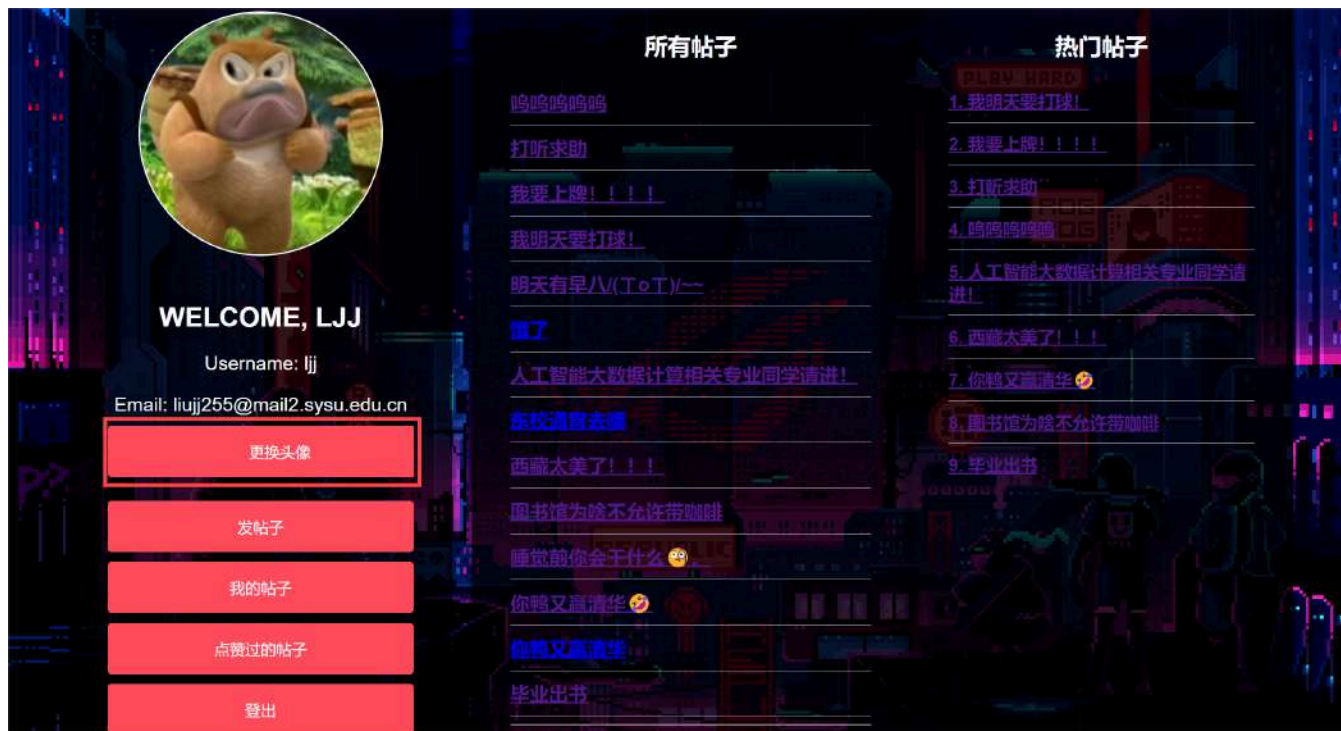 WELCOME, LJJ
Username: ljj
Email: liujj255@mail2.sysu.edu.cn
更换头像
发帖子
我的帖子
点赞过的帖子
登出
所有帖子
呜呜呜呜呜
打听求助
我要上牌！！！！
我明天要打球！
明天有早八/(ㄒoㄒ)/~~
饿了
人工智能大数据计算相关专业同学请进！
西藏太美了！！！
图书馆为啥不允许带咖啡
睡觉前你会干什么🧐。
你鸭又赢清华🤣
你鸭又赢清华
毕业出书
热门帖子
1. 我明天要打球！
2. 我要上牌！！！！
3. 打听求助
4. 呜呜呜呜呜
5. 人工智能大数据计算相关专业同学请
进！
6. 西藏太美了！！！
7. 你鸭又赢清华🤣
8. 图书馆为啥不允许带咖啡
9. 毕业出书
PLAY HARD